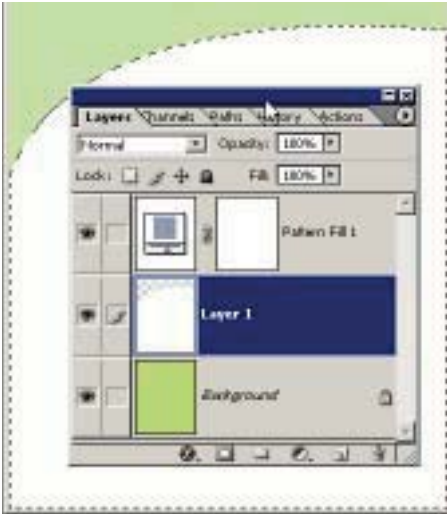 Layers Channels Paths History Actions
Normal Opacity: 100%
Lock: Fill: 100%
Pattern Fill 1
Layer 1
Background